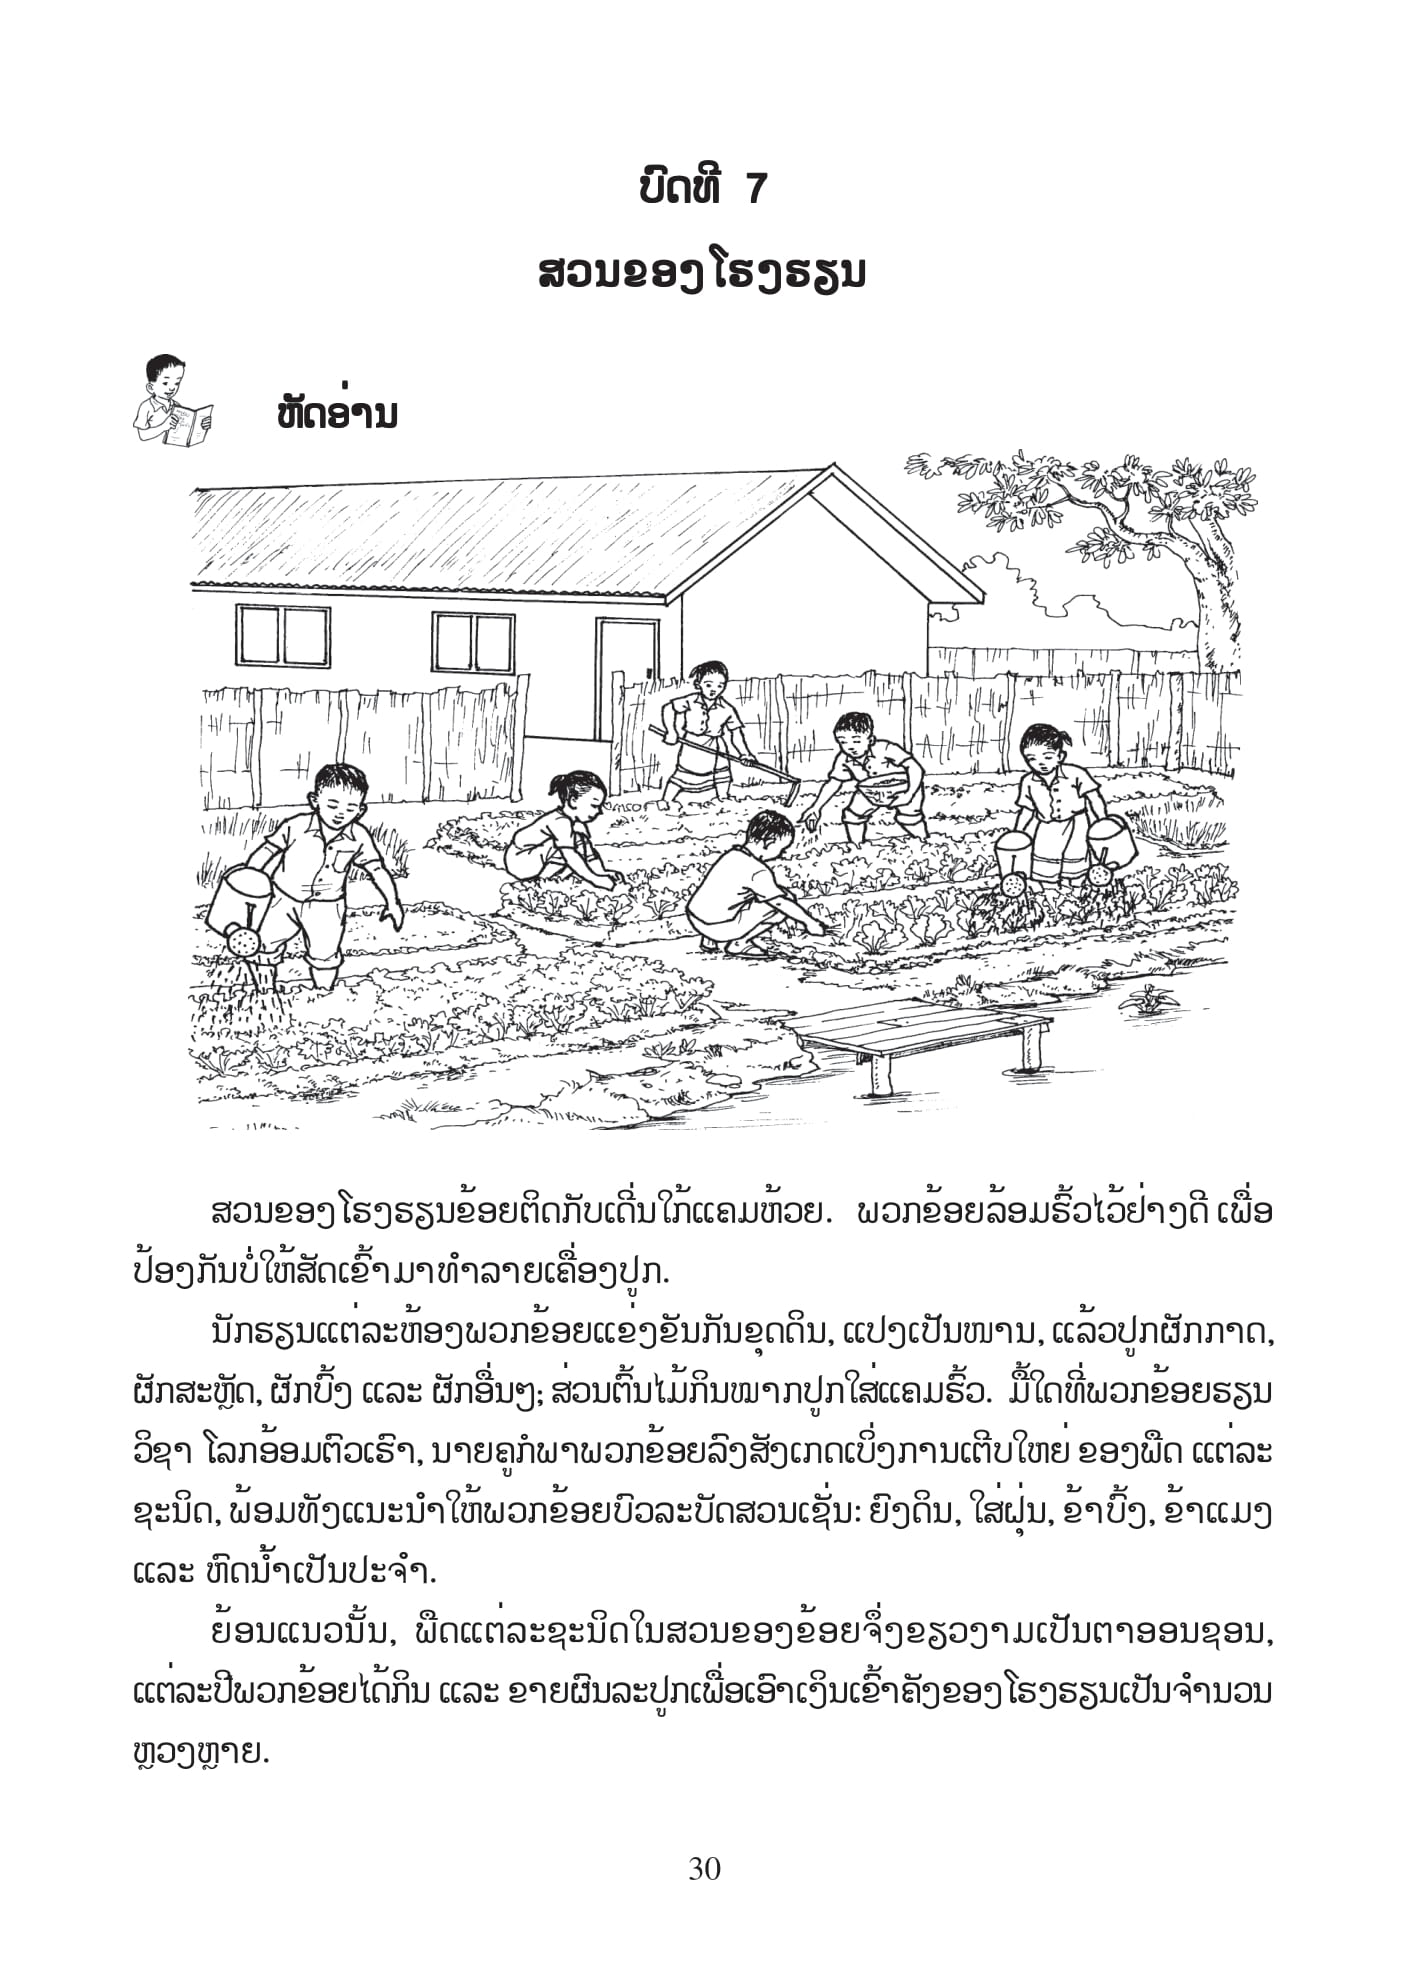 ບົດທີ 7
ສວນຂອງໂຮງຮຽນ
ຫັດອ່ານ
ສວນຂອງໂຮງຮຽນຂ້ອຍຕິດກັບເດີ່ນໃກ້ແຄມຫ້ວຍ. ພວກຂ້ອຍລ້ອມຮົ້ວໄວ້ຢ່າງດີ ເພື່ອ
ປ້ອງກັນບໍ່ໃຫ້ສັດເຂົ້າມາທຳລາຍເຄື່ອງປູກ.
ນັກຮຽນແຕ່ລະຫ້ອງພວກຂ້ອຍແຂ່ງຂັນກັນຂຸດດິນ, ແປງເປັນໜານ, ແລ້ວປູກຜັກກາດ,
ຜັກສະຫຼັດ, ຜັກບົ້ງ ແລະ ຜັກອື່ນໆ; ສ່ວນຕົ້ນໄມ້ກິນໝາກປູກໃສ່ແຄມຮົ້ວ. ມື້ໃດທີ່ພວກຂ້ອຍຮຽນ
ວິຊາ ໂລກອ້ອມຕົວເຮົາ, ນາຍຄູກໍພາພວກຂ້ອຍລົງສັງເກດເບິ່ງການເຕີບໃຫຍ່ ຂອງພືດ ແຕ່ລະ
ຊະນິດ, ພ້ອມທັງແນະນຳໃຫ້ພວກຂ້ອຍບົວລະບັດສວນເຊັ່ນ: ຍົງດິນ, ໃສ່ຝຸ່ນ, ຂ້າບົ້ງ, ຂ້າແມງ
ແລະ ຫົດນ້ຳເປັນປະຈຳ.
ຍ້ອນແນວນັ້ນ, ພືດແຕ່ລະຊະນິດໃນສວນຂອງຂ້ອຍຈຶ່ງຂຽວງາມເປັນຕາອອນຊອນ,
ແຕ່ລະປີພວກຂ້ອຍໄດ້ກິນ ແລະ ຂາຍຜົນລະປູກເພື່ອເອົາເງິນເຂົ້າຄັງຂອງໂຮງຮຽນເປັນຈຳນວນ
ຫຼວງຫຼາຍ.
30